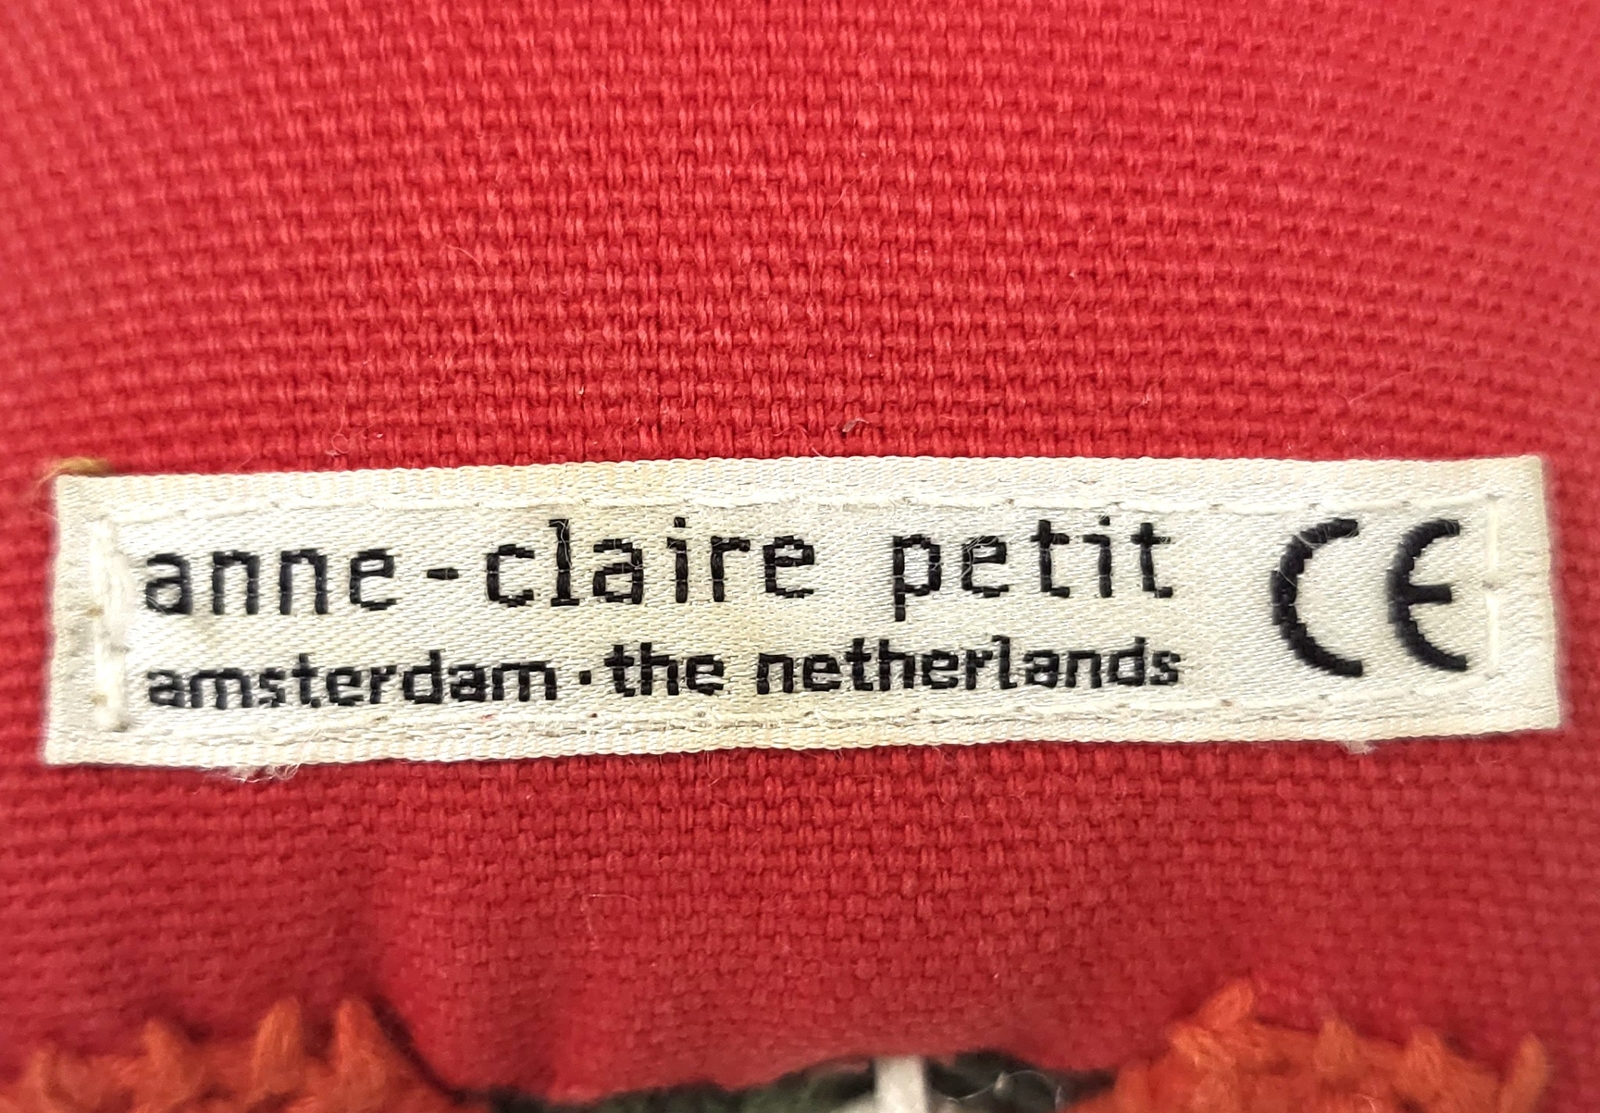 anne-claire petit CE
amsterdam·the netherlands